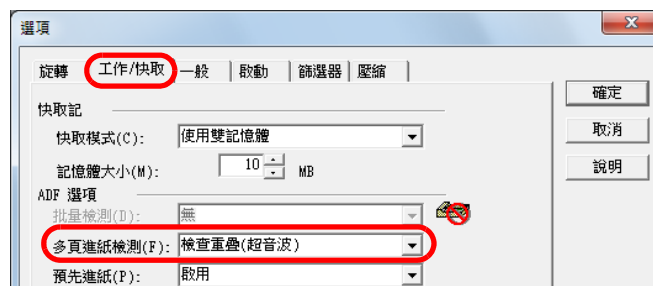 選項
旋轉 工作/快取 一般 啟動 篩選器 壓縮
確定
快取記
取消
快取模式(C): 使用雙記憶體
說明
記憶體大小(M): 10 MB
ADF 選項
批量檢測(D): 無
多頁進紙檢測(F): 檢查重疊(超音波)
預先進紙(P): 啟用